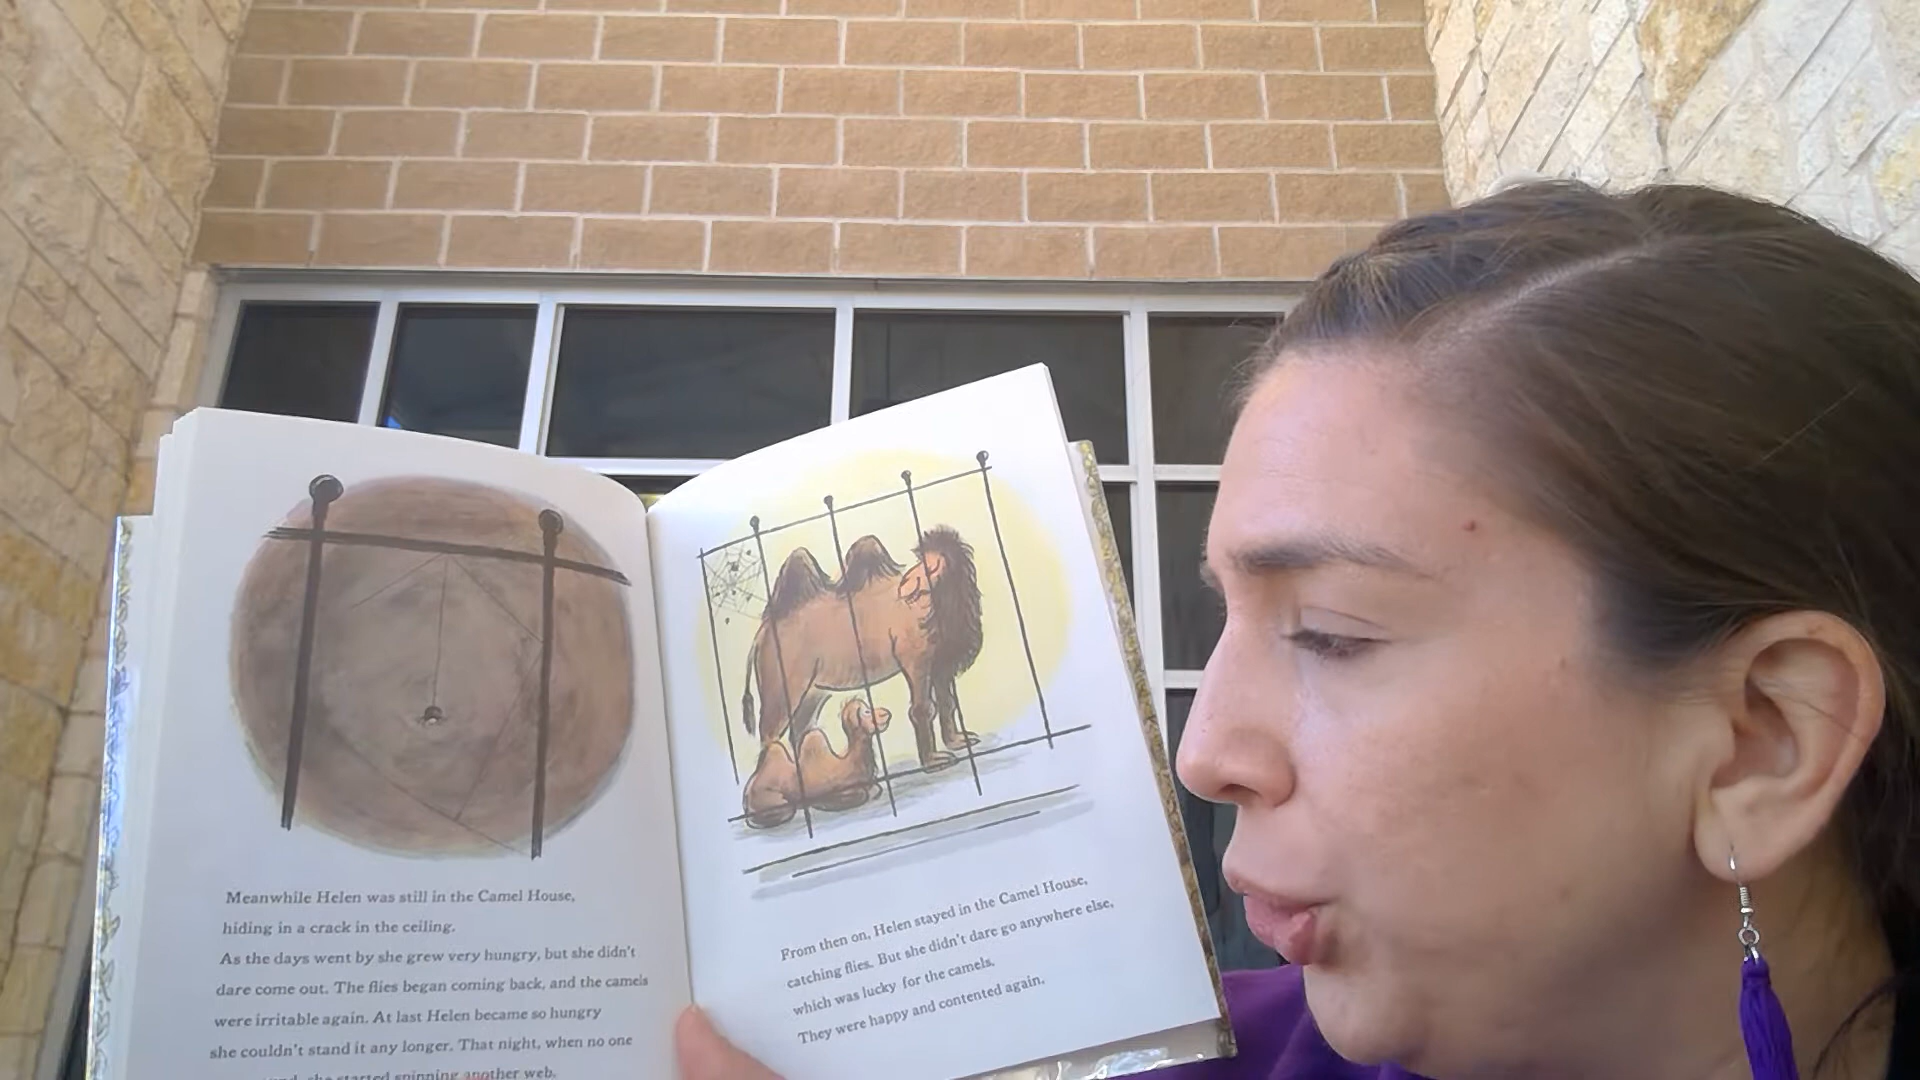 Meanwhile Helen was still in the Camel House,
hiding in a crack in the ceiling.
As the days went by she grew very hungry, but she didn't
dare come out. The flies began coming back, and the camels
were irritable again. At last Helen became so hungry
she couldn't stand it any longer. That night, when no one
she started spinning another web.
From then on, Helen stayed in the Camel House,
catching flies. But she didn't dare go anywhere else,
which was lucky for the camels.
They were happy and contented again.